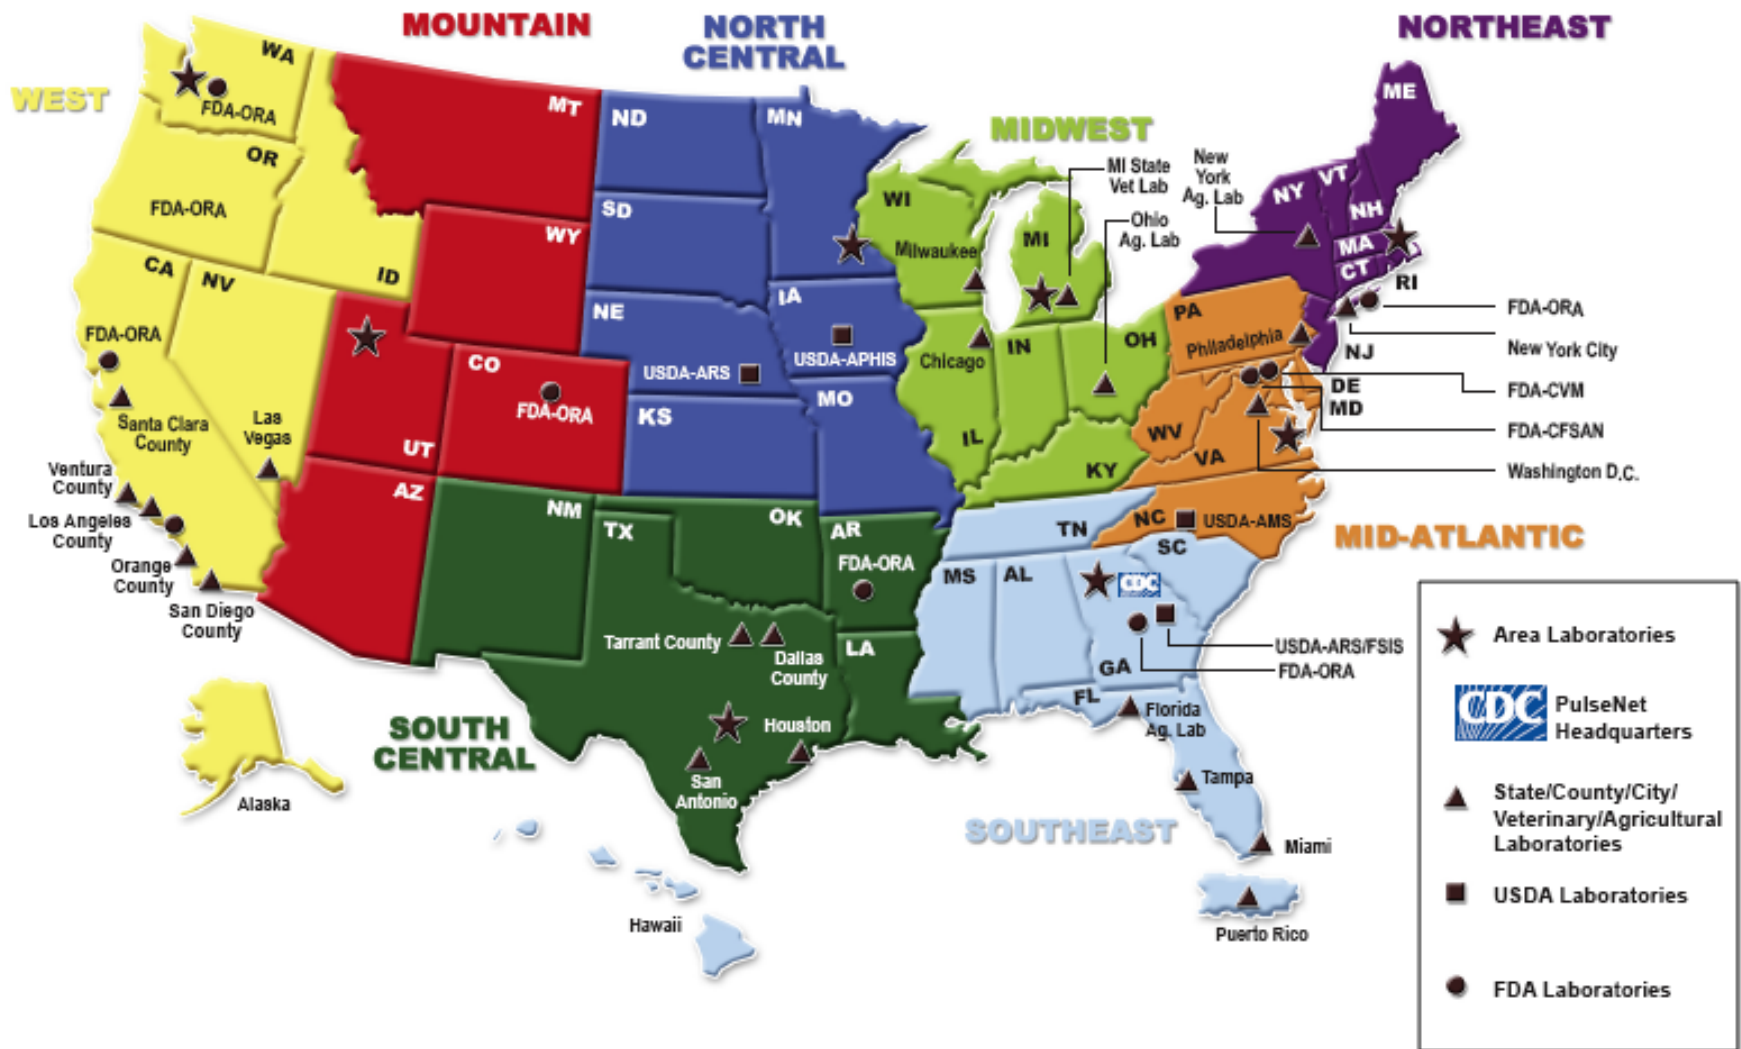 MOUNTAIN
NORTH
CENTRAL
NORTHEAST
WEST
MIDWEST
WA
FDA-ORA
OR
FDA-ORA
CA
NV
ID
FDA-ORA
Santa Clara
County
Las
Vegas
Ventura
County
Los Angeles
County
Orange
County
San Diego
County
MT
WY
UT
CO
FDA-ORA
AZ
ND
MN
SD
NE
IA
USDA-ARS
USDA-APHIS
KS
MO
WI
Milwaukee
MI
MI State
Vet Lab
Ohio
Ag. Lab
Chicago
IL
IN
OH
KY
New
York
Ag. Lab
ME
NY
VT
NH
MA
CT
RI
NJ
PA
Philadelphia
DE
MD
WV
VA
NC
USDA-AMS
FDA-ORA
New York City
FDA-CVM
FDA-CFSAN
Washington D.C.
MID-ATLANTIC
NM
TX
OK
AR
FDA-ORA
LA
Tarrant County
Dallas
County
Houston
San
Antonio
SOUTH
CENTRAL
TN
SC
MS
AL
CDC
GA
USDA-ARS/FSIS
FDA-ORA
FL
Florida
Ag. Lab
Tampa
Miami
SOUTHEAST
Puerto Rico
Alaska
Hawaii
Area Laboratories
CDC
PulseNet
Headquarters
State/County/City/
Veterinary/Agricultural
Laboratories
USDA Laboratories
FDA Laboratories